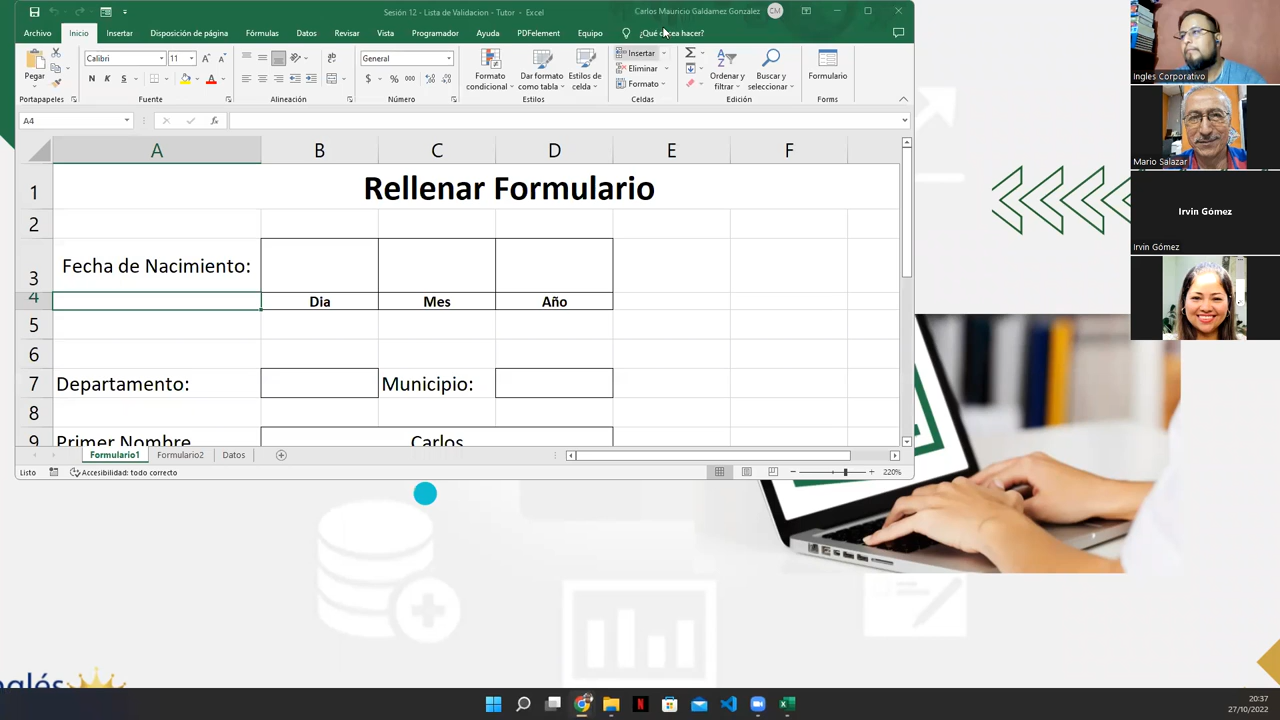 Sesión 12 - Lista de Validacion - Tutor - Excel
Carlos Mauricio Galdamez Gonzalez
CM
Archivo Inicio Insertar Disposición de página Fórmulas Datos Revisar Vista Programador Ayuda PDFelement Equipo
Pegar
Calibri 11
N K S
General
Formato condicional
Dar formato como tabla
Estilos de celda
Insertar
Eliminar
Formato
Ordenar y filtrar
Buscar y seleccionar
Formulario
Portapapeles Fuente Alineación Número Estilos Celdas Edición Forms
A4
A B C D E F
1 Rellenar Formulario
2
3 Fecha de Nacimiento:
4 Dia Mes Año
5
6
7 Departamento: Municipio:
8
9 Primer Nombre Carlos
Formulario1 Formulario2 Datos
Listo Accesibilidad: todo correcto 220%
Ingles Corporativo
Mario Salazar
Irvin Gómez
Irvin Gómez
20:37
27/10/2022